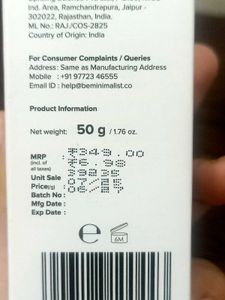 Ind. Area, Ramchandrapura, Jaipur -
302022, Rajasthan, India
ML No.: RAJ./COS-2825
Country of Origin: India
For Consumer Complaints / Queries
Address : Same as Manufacturing Address
Mobile : +91 97723 46555
Email ID : help@beminimalist.co
Product Information
Net weight: 50 g / 1.76 oz.
MRP : ₹349.00
(incl. of
all taxes)
Unit Sale : ₹6.98
Price/g :
Batch No :
Mfg Date :
Exp Date :
e 6M